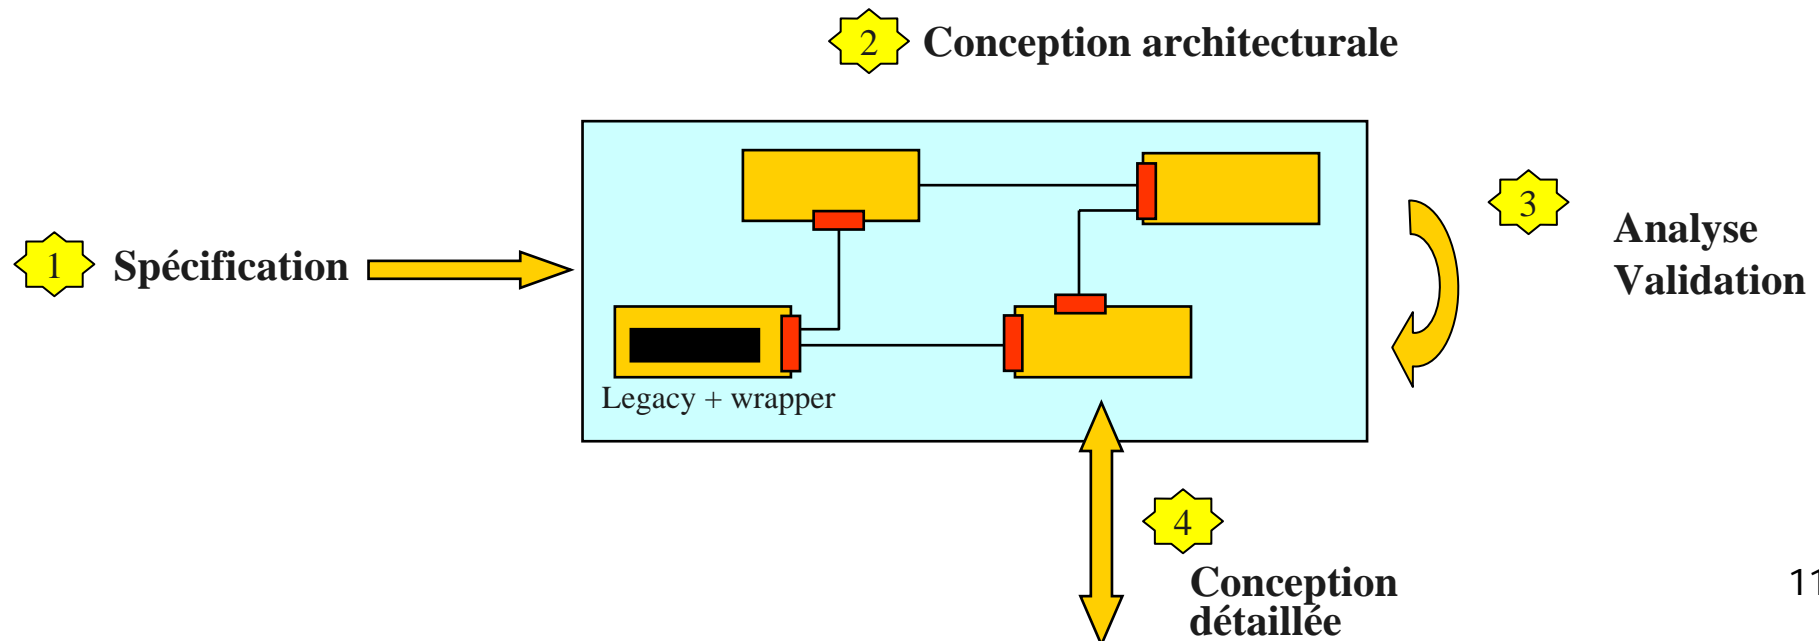 2 Conception architecturale
1 Spécification
3
Analyse
Validation
Legacy + wrapper
4
Conception
détaillée
11